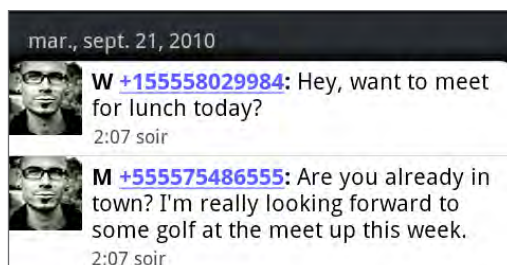 mar., sept. 21, 2010
W +155558029984: Hey, want to meet
for lunch today?
2:07 soir
M +555575486555: Are you already in
town? I'm really looking forward to
some golf at the meet up this week.
2:07 soir